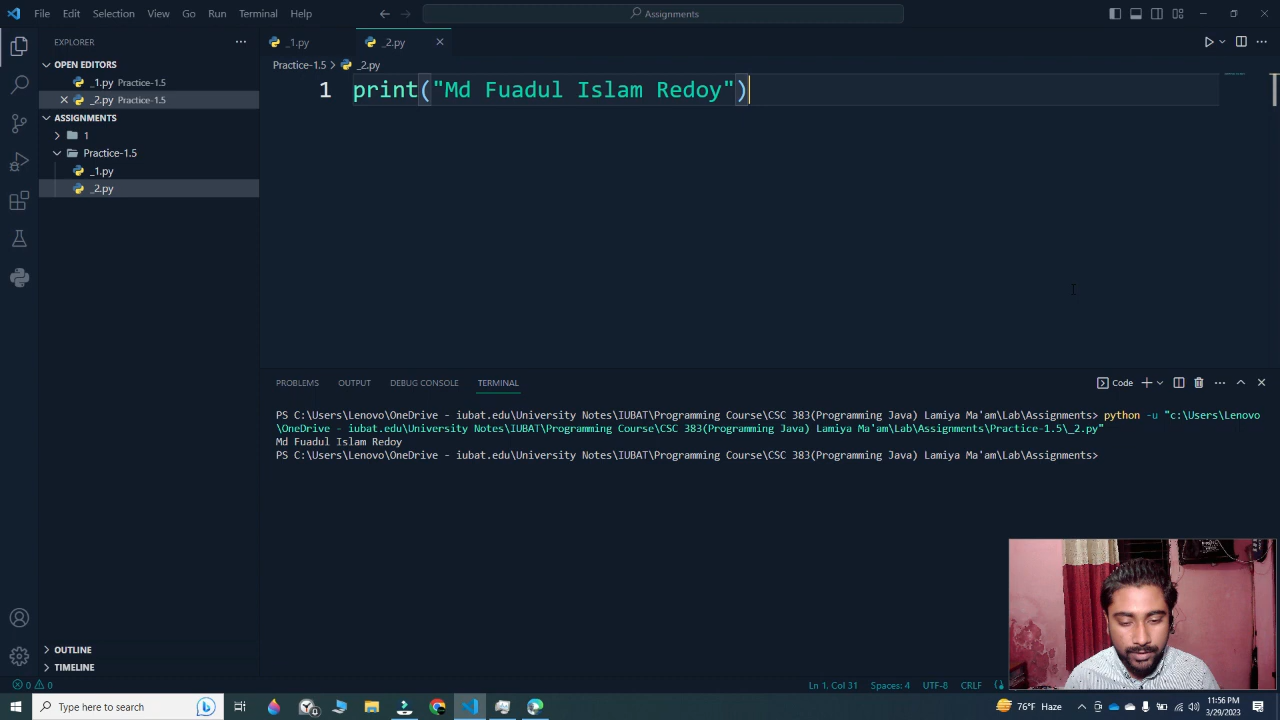 File Edit Selection View Go Run Terminal Help
Assignments
EXPLORER
_1.py
_2.py
OPEN EDITORS
Practice-1.5 > _2.py
_1.py Practice-1.5
_2.py Practice-1.5
ASSIGNMENTS
1
Practice-1.5
_1.py
_2.py
1 print("Md Fuadul Islam Redoy")
PROBLEMS OUTPUT DEBUG CONSOLE TERMINAL
Code
PS C:\Users\Lenovo\OneDrive - iubat.edu\University Notes\IUBAT\Programming Course\CSC 383(Programming Java) Lamiya Ma'am\Lab\Assignments> python -u "c:\Users\Lenovo
\OneDrive - iubat.edu\University Notes\IUBAT\Programming Course\CSC 383(Programming Java) Lamiya Ma'am\Lab\Assignments\Practice-1.5\_2.py"
Md Fuadul Islam Redoy
PS C:\Users\Lenovo\OneDrive - iubat.edu\University Notes\IUBAT\Programming Course\CSC 383(Programming Java) Lamiya Ma'am\Lab\Assignments>
OUTLINE
TIMELINE
0 0
Ln 1, Col 31 Spaces: 4 UTF-8 CRLF
Type here to search
76°F Haze
11:56 PM
3/29/2023